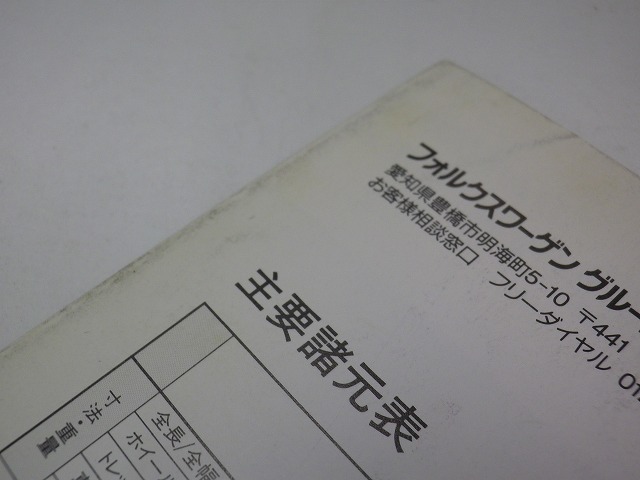 フォルクスワーゲン グルー
愛知県豊橋市明海町5-10 〒441
お客様相談窓口 フリーダイヤル 01
主要諸元表
寸法・重量
全長/全幅
ホイール
トレッ